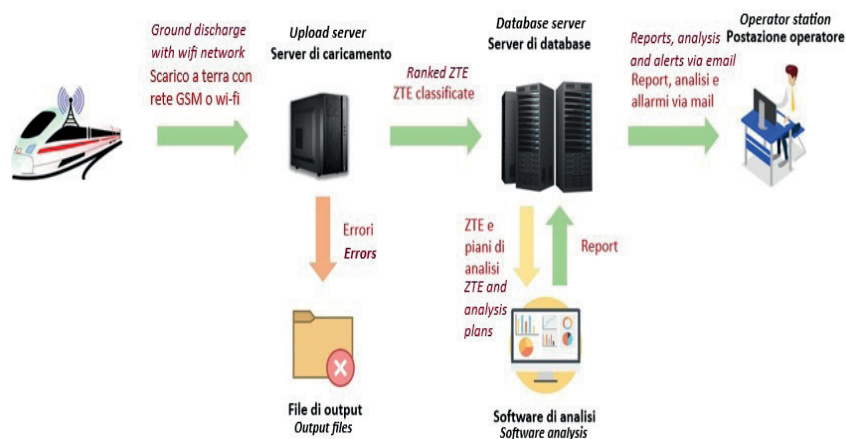 Ground discharge
with wifi network
Scarico a terra con
rete GSM o wi-fi
Upload server
Server di caricamento
Ranked ZTE
ZTE classificate
Database server
Server di database
Reports, analysis
and alerts via email
Report, analisi e
allarmi via mail
Operator station
Postazione operatore
Errori
Errors
ZTE e
piani di
analisi
ZTE and
analysis
plans
Report
File di output
Output files
Software di analisi
Software analysis